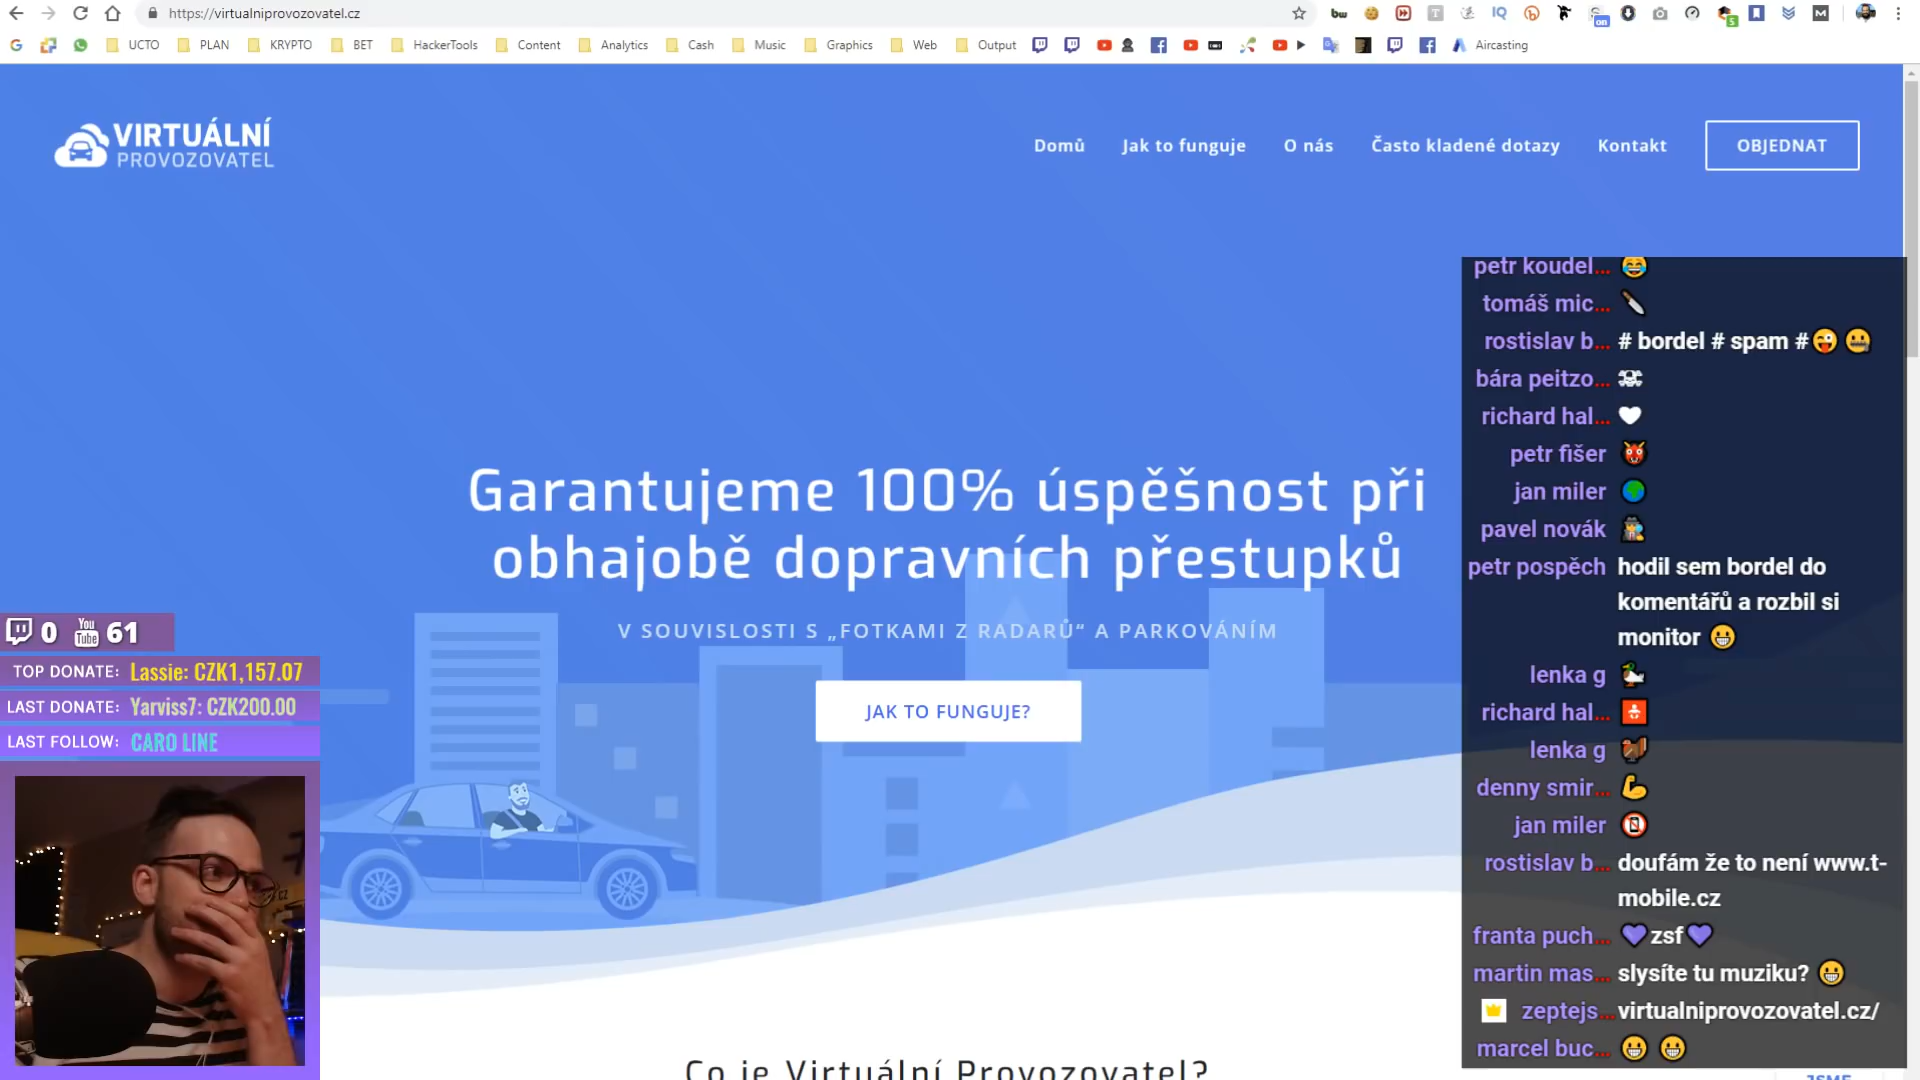 https://virtualniprovozovatel.cz
UCTO PLAN KRYPTO BET HackerTools Content Analytics Cash Music Graphics Web Output Aircasting
VIRTUÁLNÍ
PROVOZOVATEL
Domů Jak to funguje O nás Často kladené dotazy Kontakt OBJEDNAT
Garantujeme 100% úspěšnost při
obhajobě dopravních přestupků
V SOUVISLOSTI S „FOTKAMI Z RADARŮ“ A PARKOVÁNÍM
JAK TO FUNGUJE?
Co je Virtuální Provozovatel?
0 You Tube 61
TOP DONATE: Lassie: CZK1,157.07
LAST DONATE: Yarviss7: CZK200.00
LAST FOLLOW: CARO LINE
petr koudel... 😂
tomáš mic... 🔪
rostislav b... # bordel # spam #😜 🤐
bára peitzo... ☠
richard hal... 🤍
petr fišer 👹
jan miler 🌍
pavel novák 🕵
petr pospěch hodil sem bordel do
komentářů a rozbil si
monitor 😀
lenka g 🦆
richard hal... 🚼
lenka g 🦃
denny smir... 💪
jan miler 📵
rostislav b... doufám že to není www.t-
mobile.cz
franta puch... 💜zsf💜
martin mas... slysíte tu muziku? 😀
zeptejs... virtualniprovozovatel.cz/
marcel buc... 😀 😀
JSME